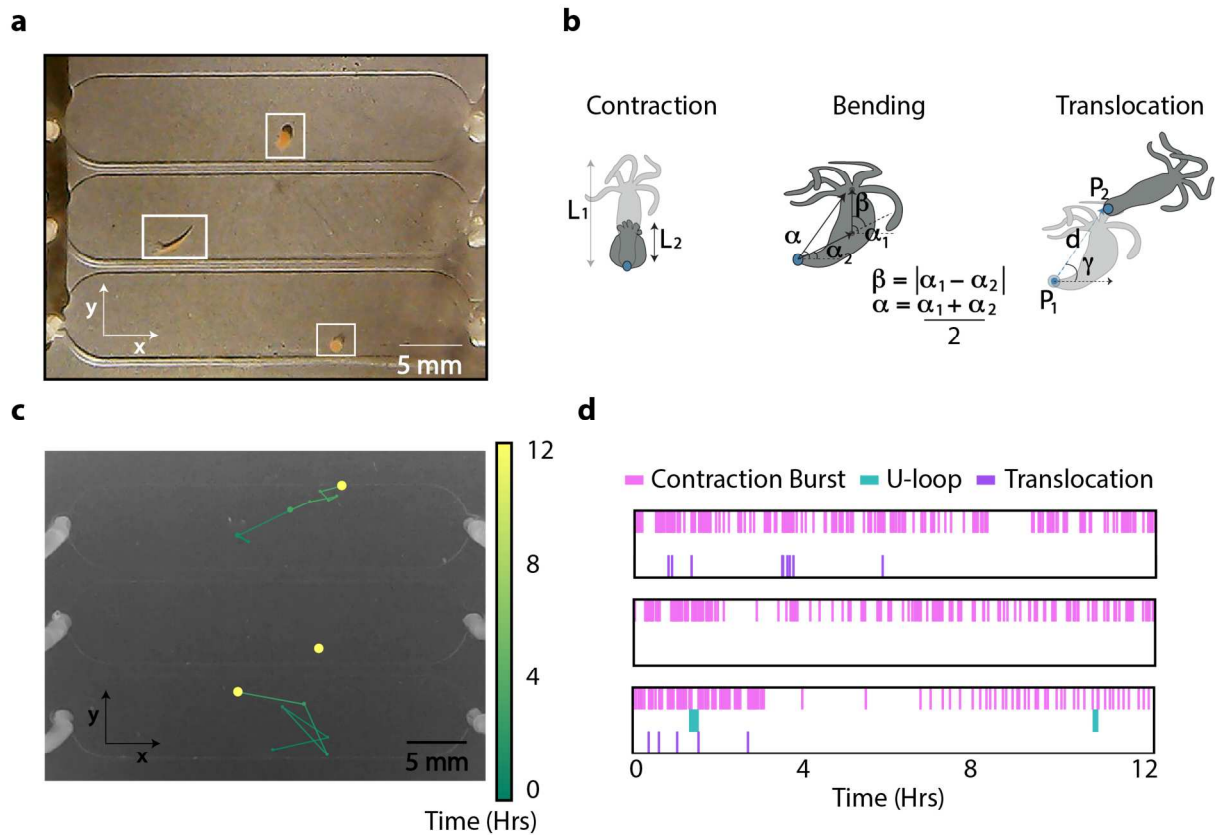 a
y
x
5 mm
b
Contraction Bending Translocation
L₁
L₂
α
β
α₁
α₂
β = |α₁ − α₂|
α = α₁ + α₂
2
P₂
d
γ
P₁
c
y
x
5 mm
12
8
4
0
Time (Hrs)
d
Contraction Burst U-loop Translocation
0 4 8 12
Time (Hrs)